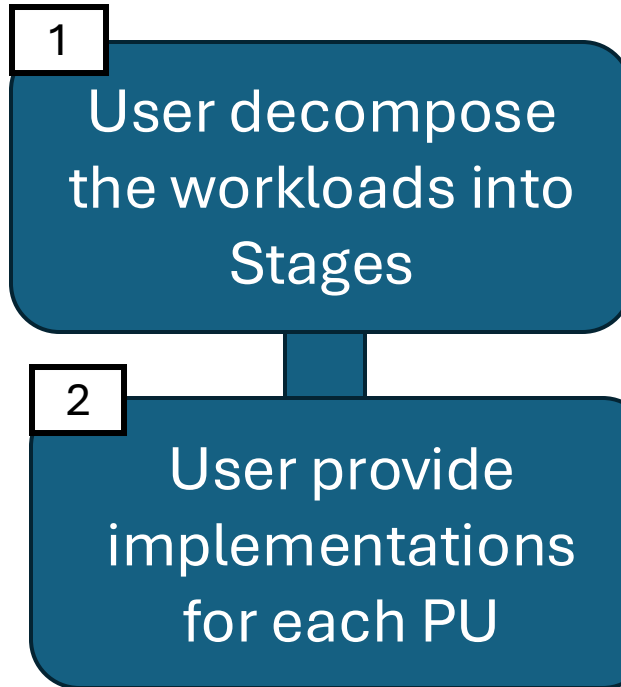 1
User decompose
the workloads into
Stages
2
User provide
implementations
for each PU